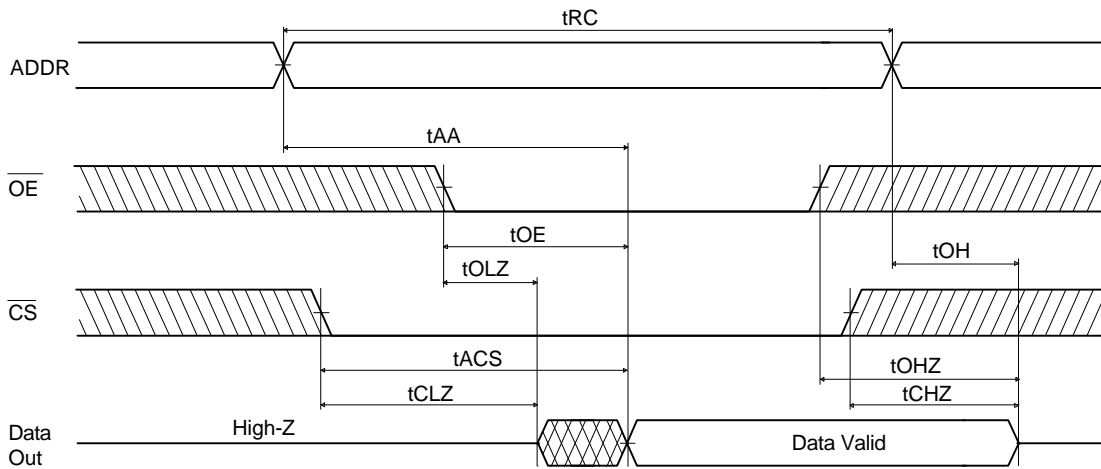 tRC
ADDR
tAA
OE
tOE
tOLZ
tOH
CS
tACS
tOHZ
tCLZ
tCHZ
High-Z
Data
Out
Data Valid